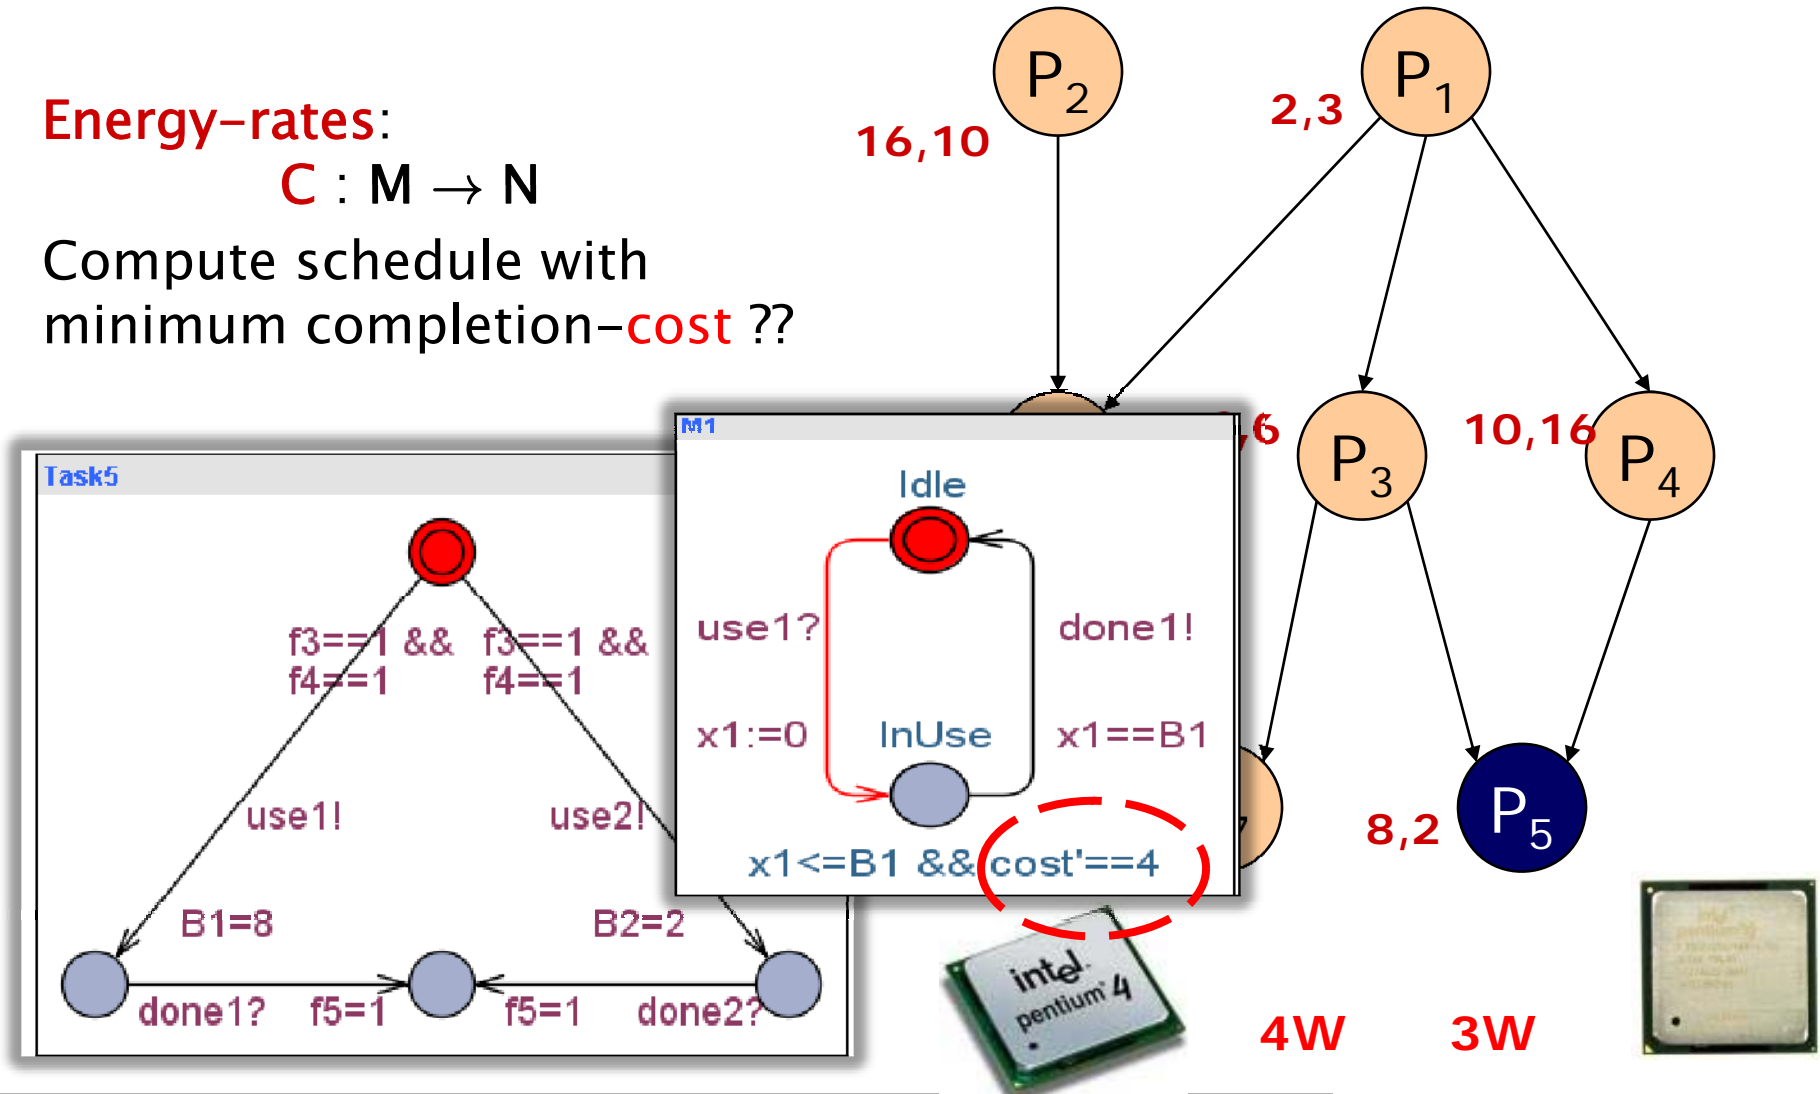 Energy-rates:
C : M → N
Compute schedule with
minimum completion-cost ??
P2
P1
16,10
2,3
,6
10,16
P3
P4
8,2
P5
Task5
f3==1 && f3==1 &&
f4==1 f4==1
use1! use2!
B1=8 B2=2
done1? f5=1 f5=1 done2?
M1
Idle
use1? done1!
x1:=0 InUse x1==B1
x1<=B1 && cost'==4
intel
pentium 4
4W 3W